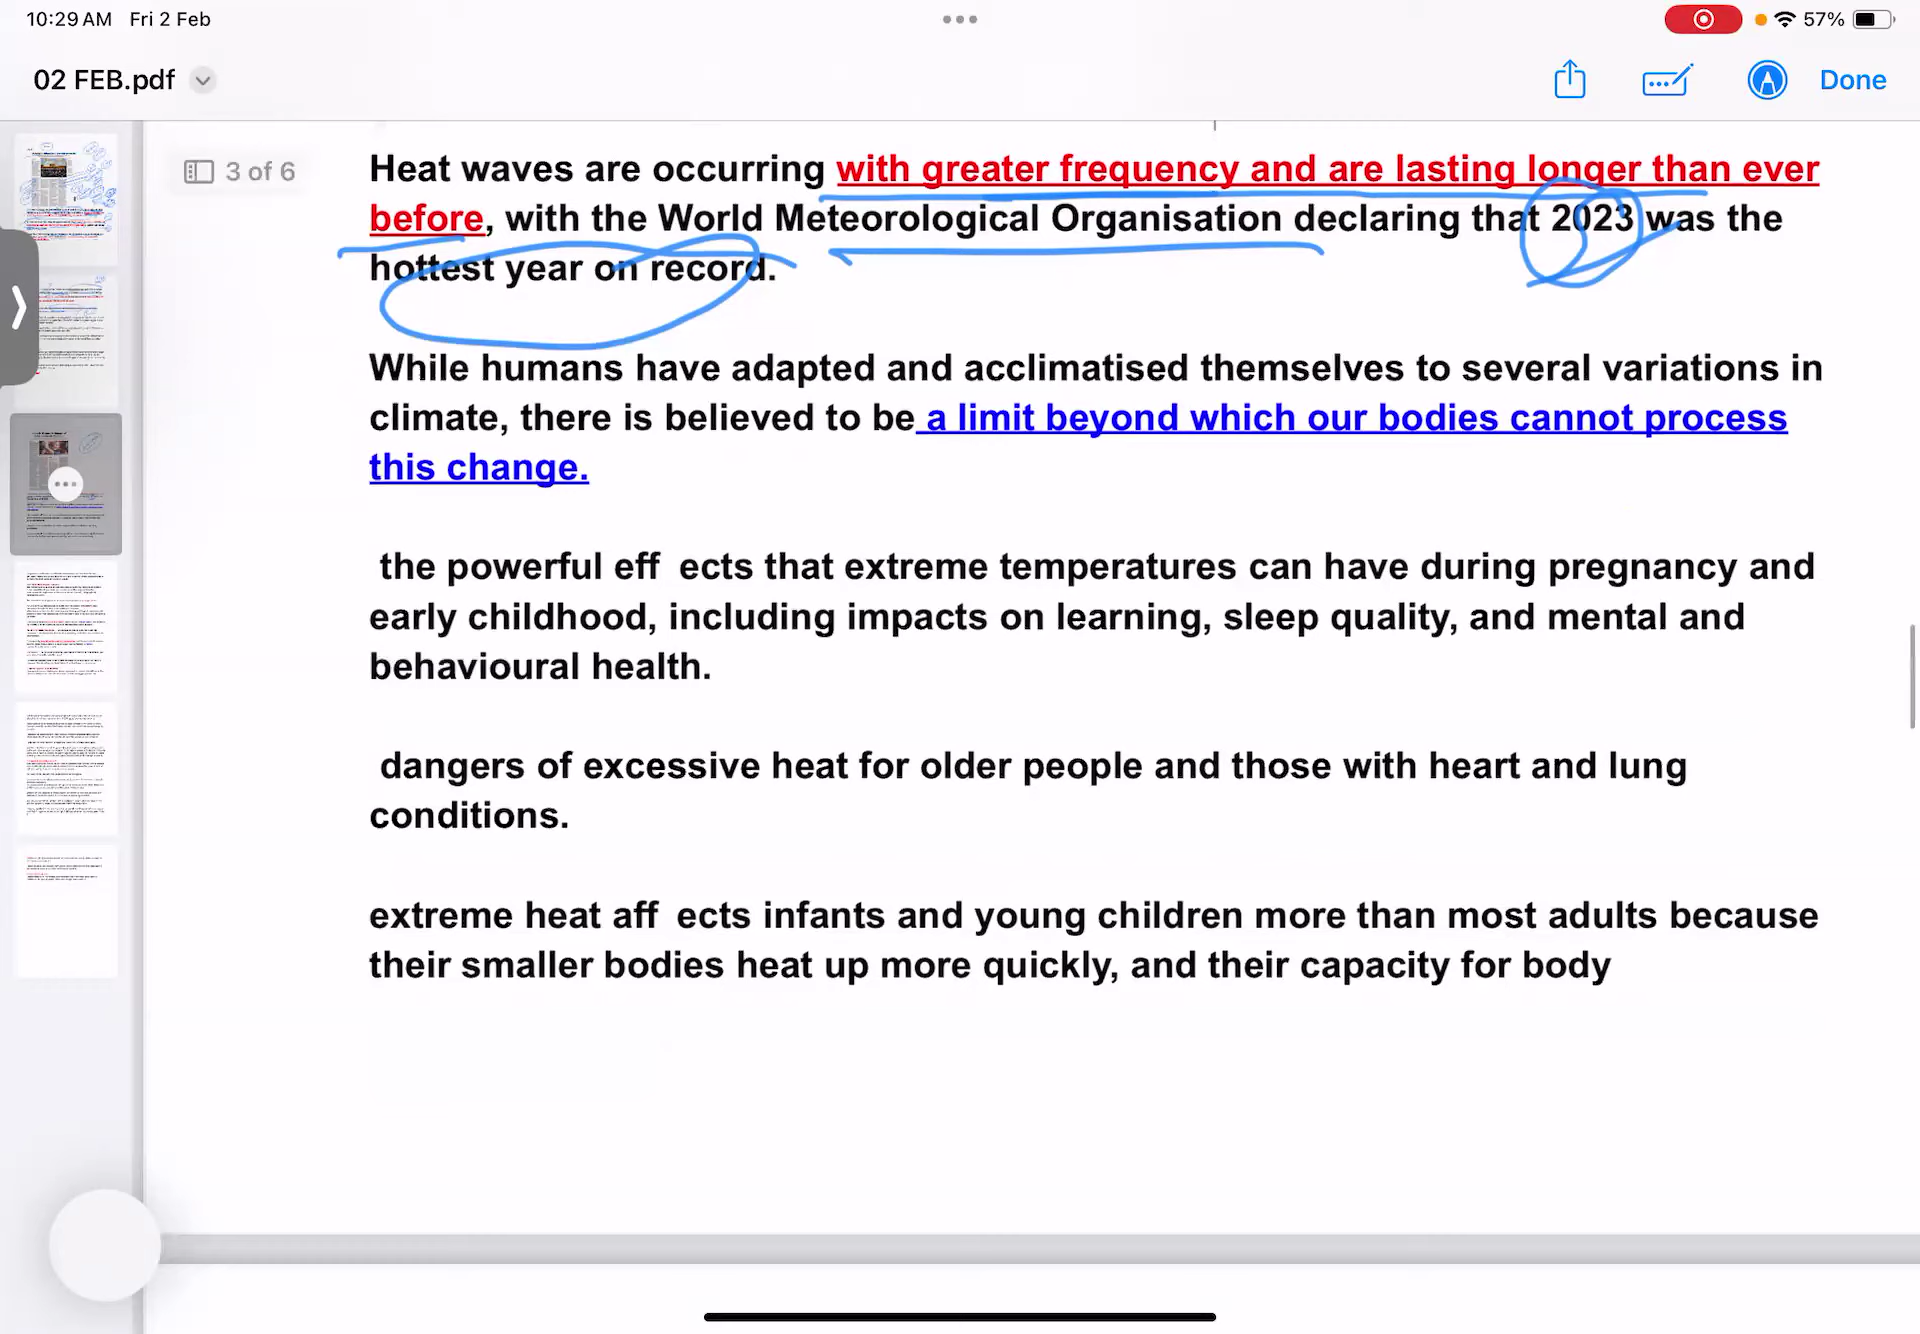 10:29 AM Fri 2 Feb
57%
02 FEB.pdf
Done
3 of 6
Heat waves are occurring with greater frequency and are lasting longer than ever
before, with the World Meteorological Organisation declaring that 2023 was the
hottest year on record.
While humans have adapted and acclimatised themselves to several variations in
climate, there is believed to be a limit beyond which our bodies cannot process
this change.
the powerful eff ects that extreme temperatures can have during pregnancy and
early childhood, including impacts on learning, sleep quality, and mental and
behavioural health.
dangers of excessive heat for older people and those with heart and lung
conditions.
extreme heat aff ects infants and young children more than most adults because
their smaller bodies heat up more quickly, and their capacity for body